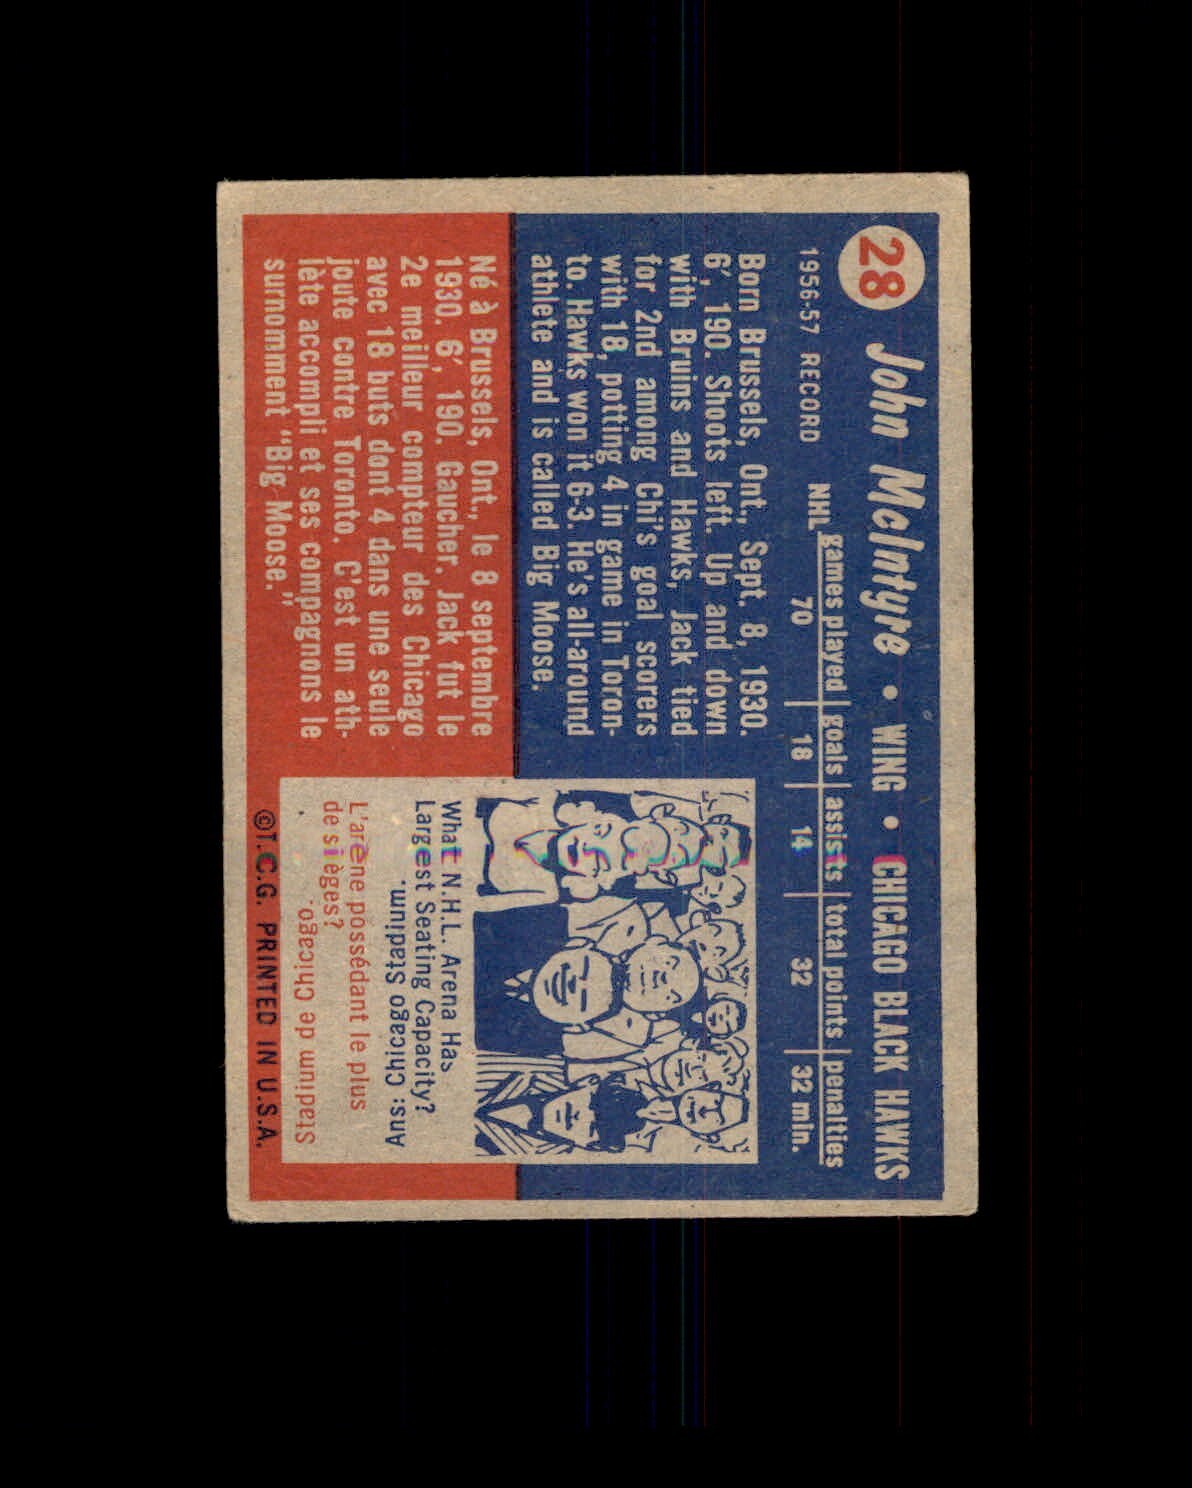 28 John McIntyre • WING • CHICAGO BLACK HAWKS
games played goals assists total points penalties
1956-57 RECORD NHL 70 18 14 32 32 min.
Born Brussels, Ont., Sept. 8, 1930.
6', 190. Shoots left. Up and down
with Bruins and Hawks, Jack tied
for 2nd among Chi's goal scorers
with 18, potting 4 in game in Toron-
to. Hawks won it 6-3. He's all-around
athlete and is called Big Moose.
Né à Brussels, Ont., le 8 septembre
1930. 6', 190. Gaucher. Jack fut le
2e meilleur compteur des Chicago
avec 18 buts dont 4 dans une seule
joute contre Toronto. C'est un ath-
lète accompli et ses compagnons le
surnomment "Big Moose."
What N.H.L. Arena Has
Largest Seating Capacity?
Ans: Chicago Stadium.
L'arène possédant le plus
de sièges?
Stadium de Chicago.
©T.C.G. PRINTED IN U.S.A.